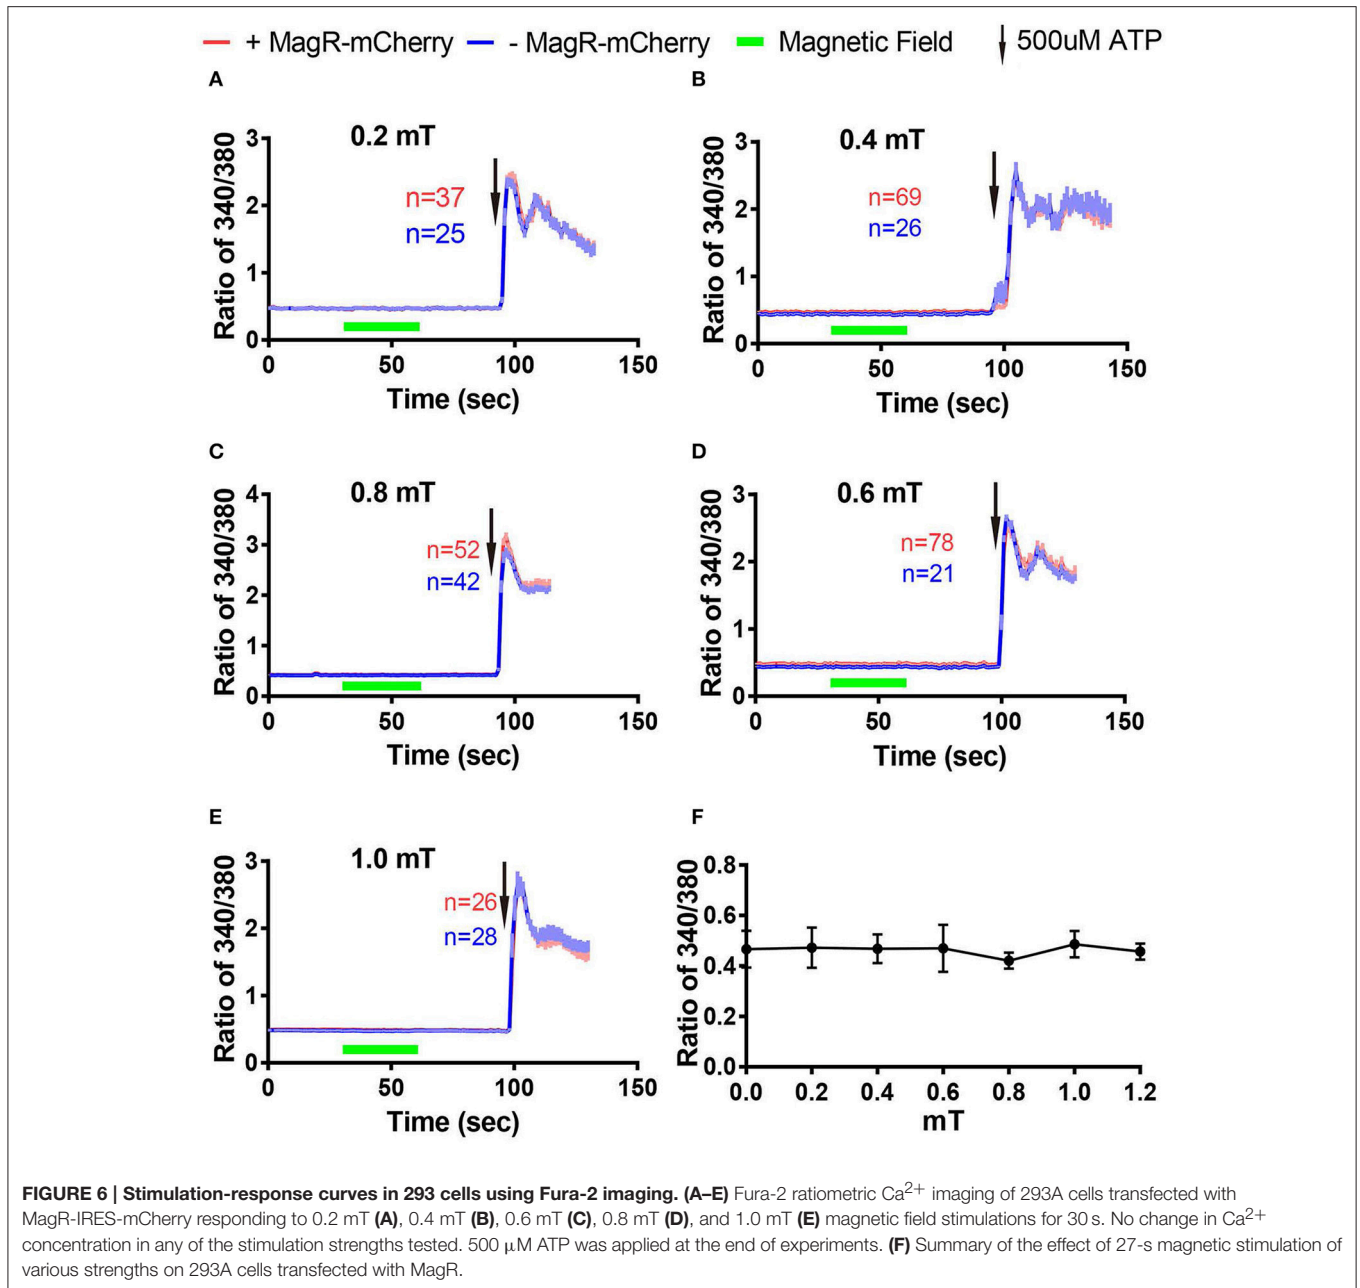 + MagR-mCherry - MagR-mCherry Magnetic Field 500uM ATP
A
0.2 mT
Ratio of 340/380
3
2
1
0
n=37
n=25
0 50 100 150
Time (sec)
B
0.4 mT
Ratio of 340/380
3
2
1
0
n=69
n=26
0 50 100 150
Time (sec)
C
0.8 mT
Ratio of 340/380
4
3
2
1
0
n=52
n=42
0 50 100 150
Time (sec)
D
0.6 mT
Ratio of 340/380
3
2
1
0
n=78
n=21
0 50 100 150
Time (sec)
E
1.0 mT
Ratio of 340/380
3
2
1
0
n=26
n=28
0 50 100 150
Time (sec)
F
Ratio of 340/380
0.8
0.6
0.4
0.2
0.0
0.0 0.2 0.4 0.6 0.8 1.0 1.2
mT
FIGURE 6 | Stimulation-response curves in 293 cells using Fura-2 imaging. (A–E) Fura-2 ratiometric Ca2+ imaging of 293A cells transfected with
MagR-IRES-mCherry responding to 0.2 mT (A), 0.4 mT (B), 0.6 mT (C), 0.8 mT (D), and 1.0 mT (E) magnetic field stimulations for 30 s. No change in Ca2+
concentration in any of the stimulation strengths tested. 500 μM ATP was applied at the end of experiments. (F) Summary of the effect of 27-s magnetic stimulation of
various strengths on 293A cells transfected with MagR.